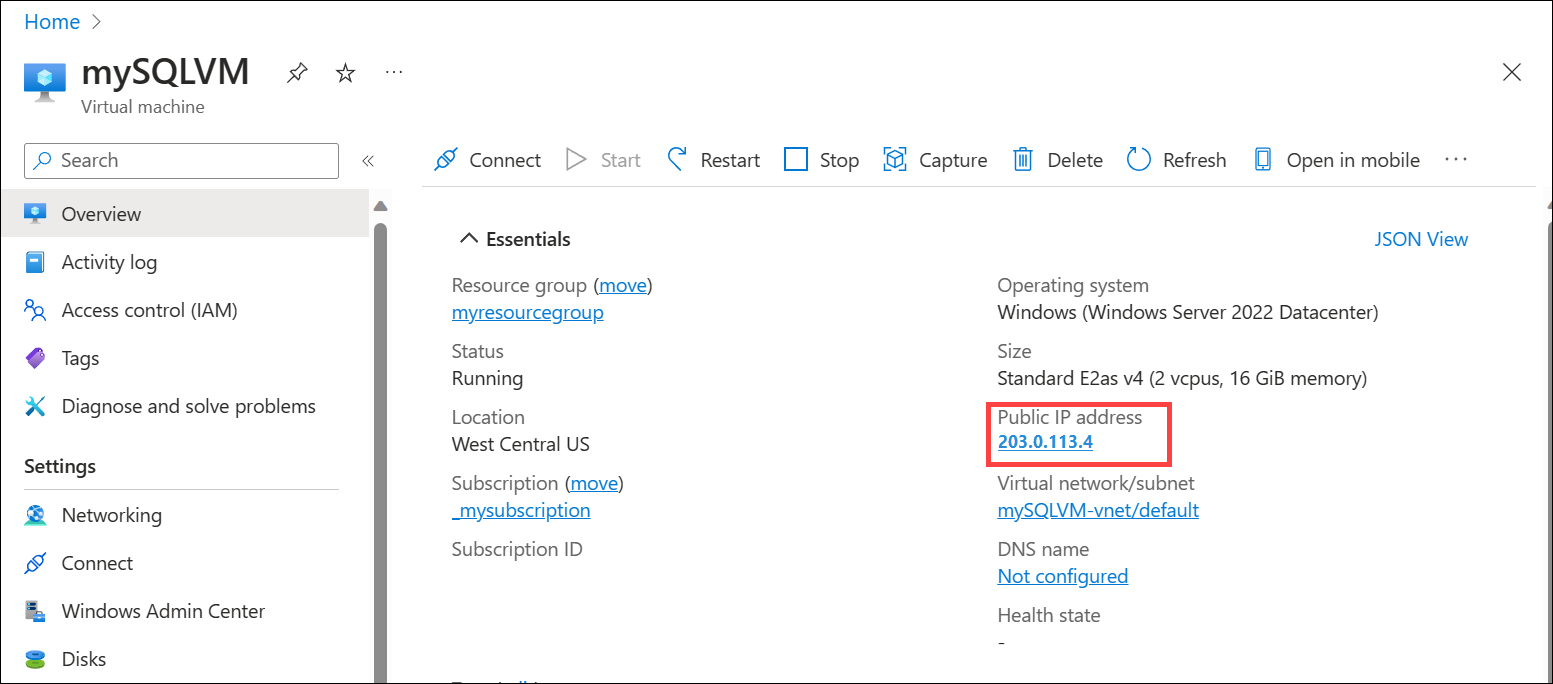 Home
mySQLVM
Virtual machine
Search
Connect Start Restart Stop Capture Delete Refresh Open in mobile
Overview
Activity log
Access control (IAM)
Tags
Diagnose and solve problems
Settings
Networking
Connect
Windows Admin Center
Disks
Essentials
JSON View
Resource group (move)
myresourcegroup
Status
Running
Location
West Central US
Subscription (move)
_mysubscription
Subscription ID
Operating system
Windows (Windows Server 2022 Datacenter)
Size
Standard E2as v4 (2 vcpus, 16 GiB memory)
Public IP address
203.0.113.4
Virtual network/subnet
mySQLVM-vnet/default
DNS name
Not configured
Health state
-